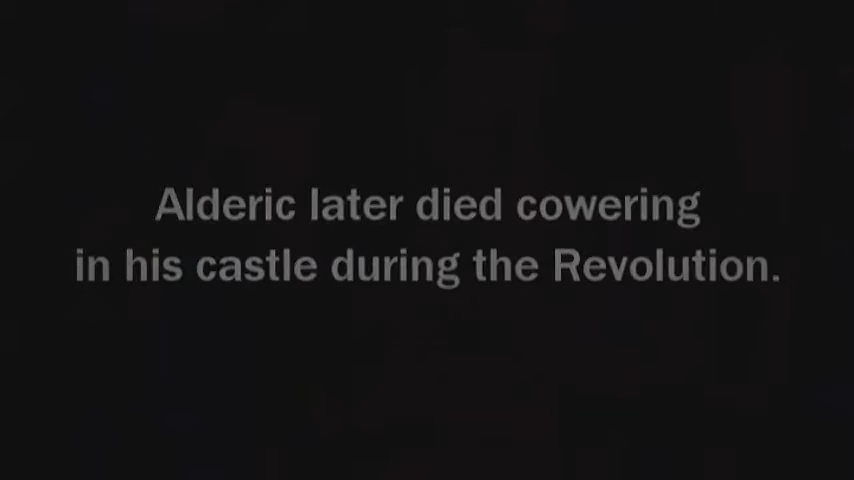 Alderic later died cowering
in his castle during the Revolution.